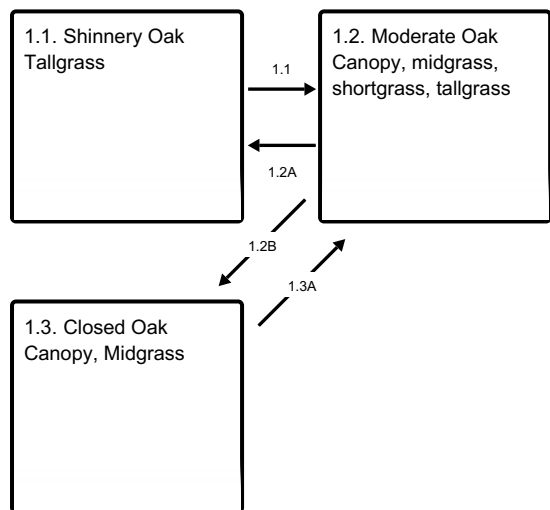 1.1. Shinnery Oak
Tallgrass
1.2. Moderate Oak
Canopy, midgrass,
shortgrass, tallgrass
1.1
1.2A
1.2B
1.3A
1.3. Closed Oak
Canopy, Midgrass